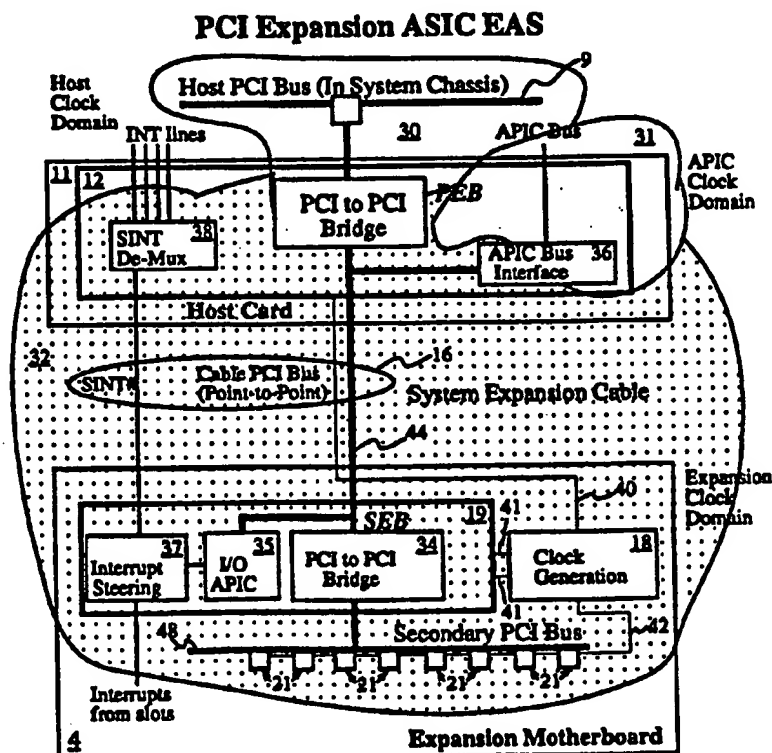 PCI Expansion ASIC EAS
Host PCI Bus (In System Chassis)
9
Host
Clock
Domain
INT lines
30
APIC Bus
31
APIC
Clock
Domain
11
12
PCI to PCI
Bridge
PEB
SINT
De-Mux
38
APIC Bus
Interface
36
Host Card
32
SINT#
Cable PCI Bus
(Point-to-Point)
16
System Expansion Cable
44
Expansion
Clock
Domain
40
SEB
19
41
Interrupt
Steering
37
I/O
APIC
35
PCI to PCI
Bridge
34
Clock
Generation
18
41
48
Secondary PCI Bus
42
21
21
21
21
Interrupts
from slots
4
Expansion Motherboard